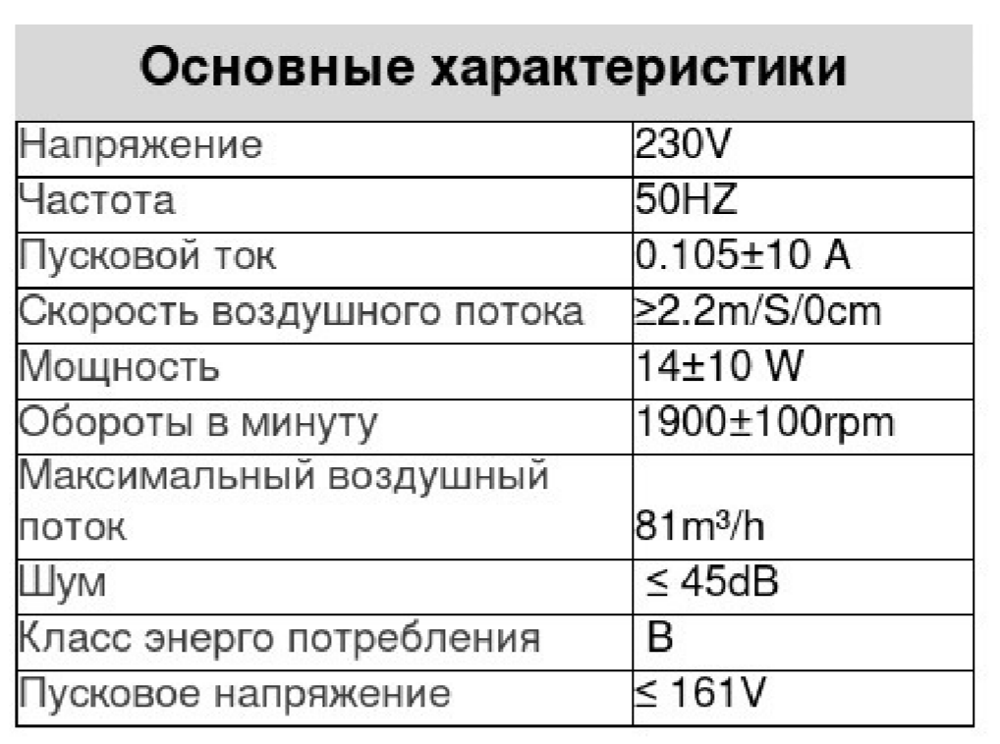 Основные характеристики
Напряжение 230V
Частота 50HZ
Пусковой ток 0.105±10 A
Скорость воздушного потока ≥2.2m/S/0cm
Мощность 14±10 W
Обороты в минуту 1900±100rpm
Максимальный воздушный
поток 81m³/h
Шум ≤ 45dB
Класс энерго потребления B
Пусковое напряжение ≤ 161V